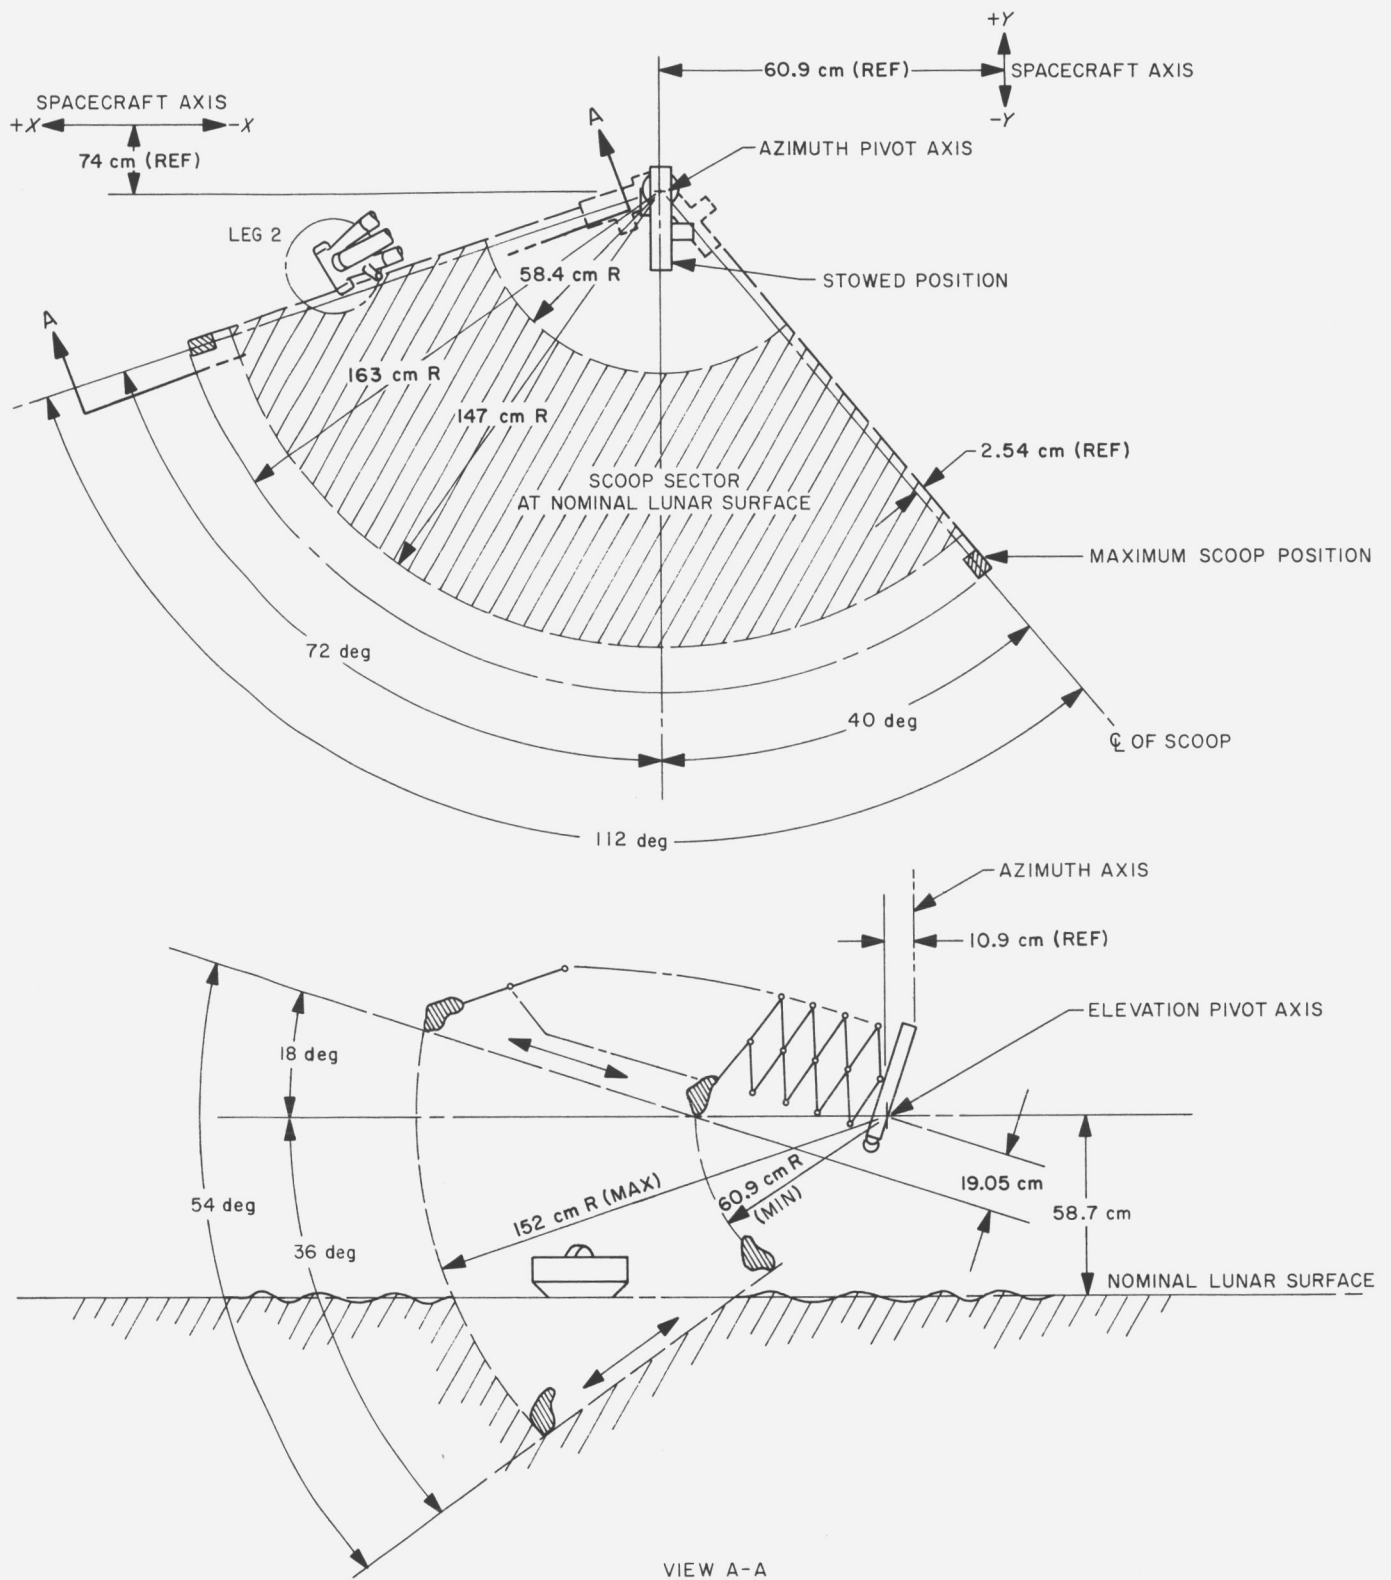 +Y
60.9 cm (REF)
SPACECRAFT AXIS
-Y
SPACECRAFT AXIS
+X
-X
74 cm (REF)
A
AZIMUTH PIVOT AXIS
LEG 2
58.4 cm R
STOWED POSITION
A
163 cm R
147 cm R
2.54 cm (REF)
SCOOP SECTOR
AT NOMINAL LUNAR SURFACE
MAXIMUM SCOOP POSITION
72 deg
40 deg
℄ OF SCOOP
112 deg
AZIMUTH AXIS
10.9 cm (REF)
ELEVATION PIVOT AXIS
18 deg
19.05 cm
60.9 cm R
(MIN)
152 cm R (MAX)
54 deg
58.7 cm
36 deg
NOMINAL LUNAR SURFACE
VIEW A-A